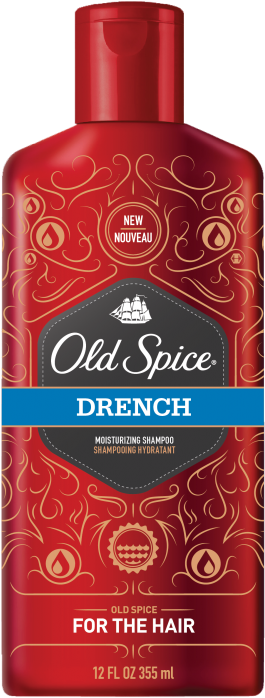 NEW
NOUVEAU
Old Spice®
DRENCH
MOISTURIZING SHAMPOO
SHAMPOOING HYDRATANT
OLD SPICE
FOR THE HAIR
12 FL OZ 355 ml